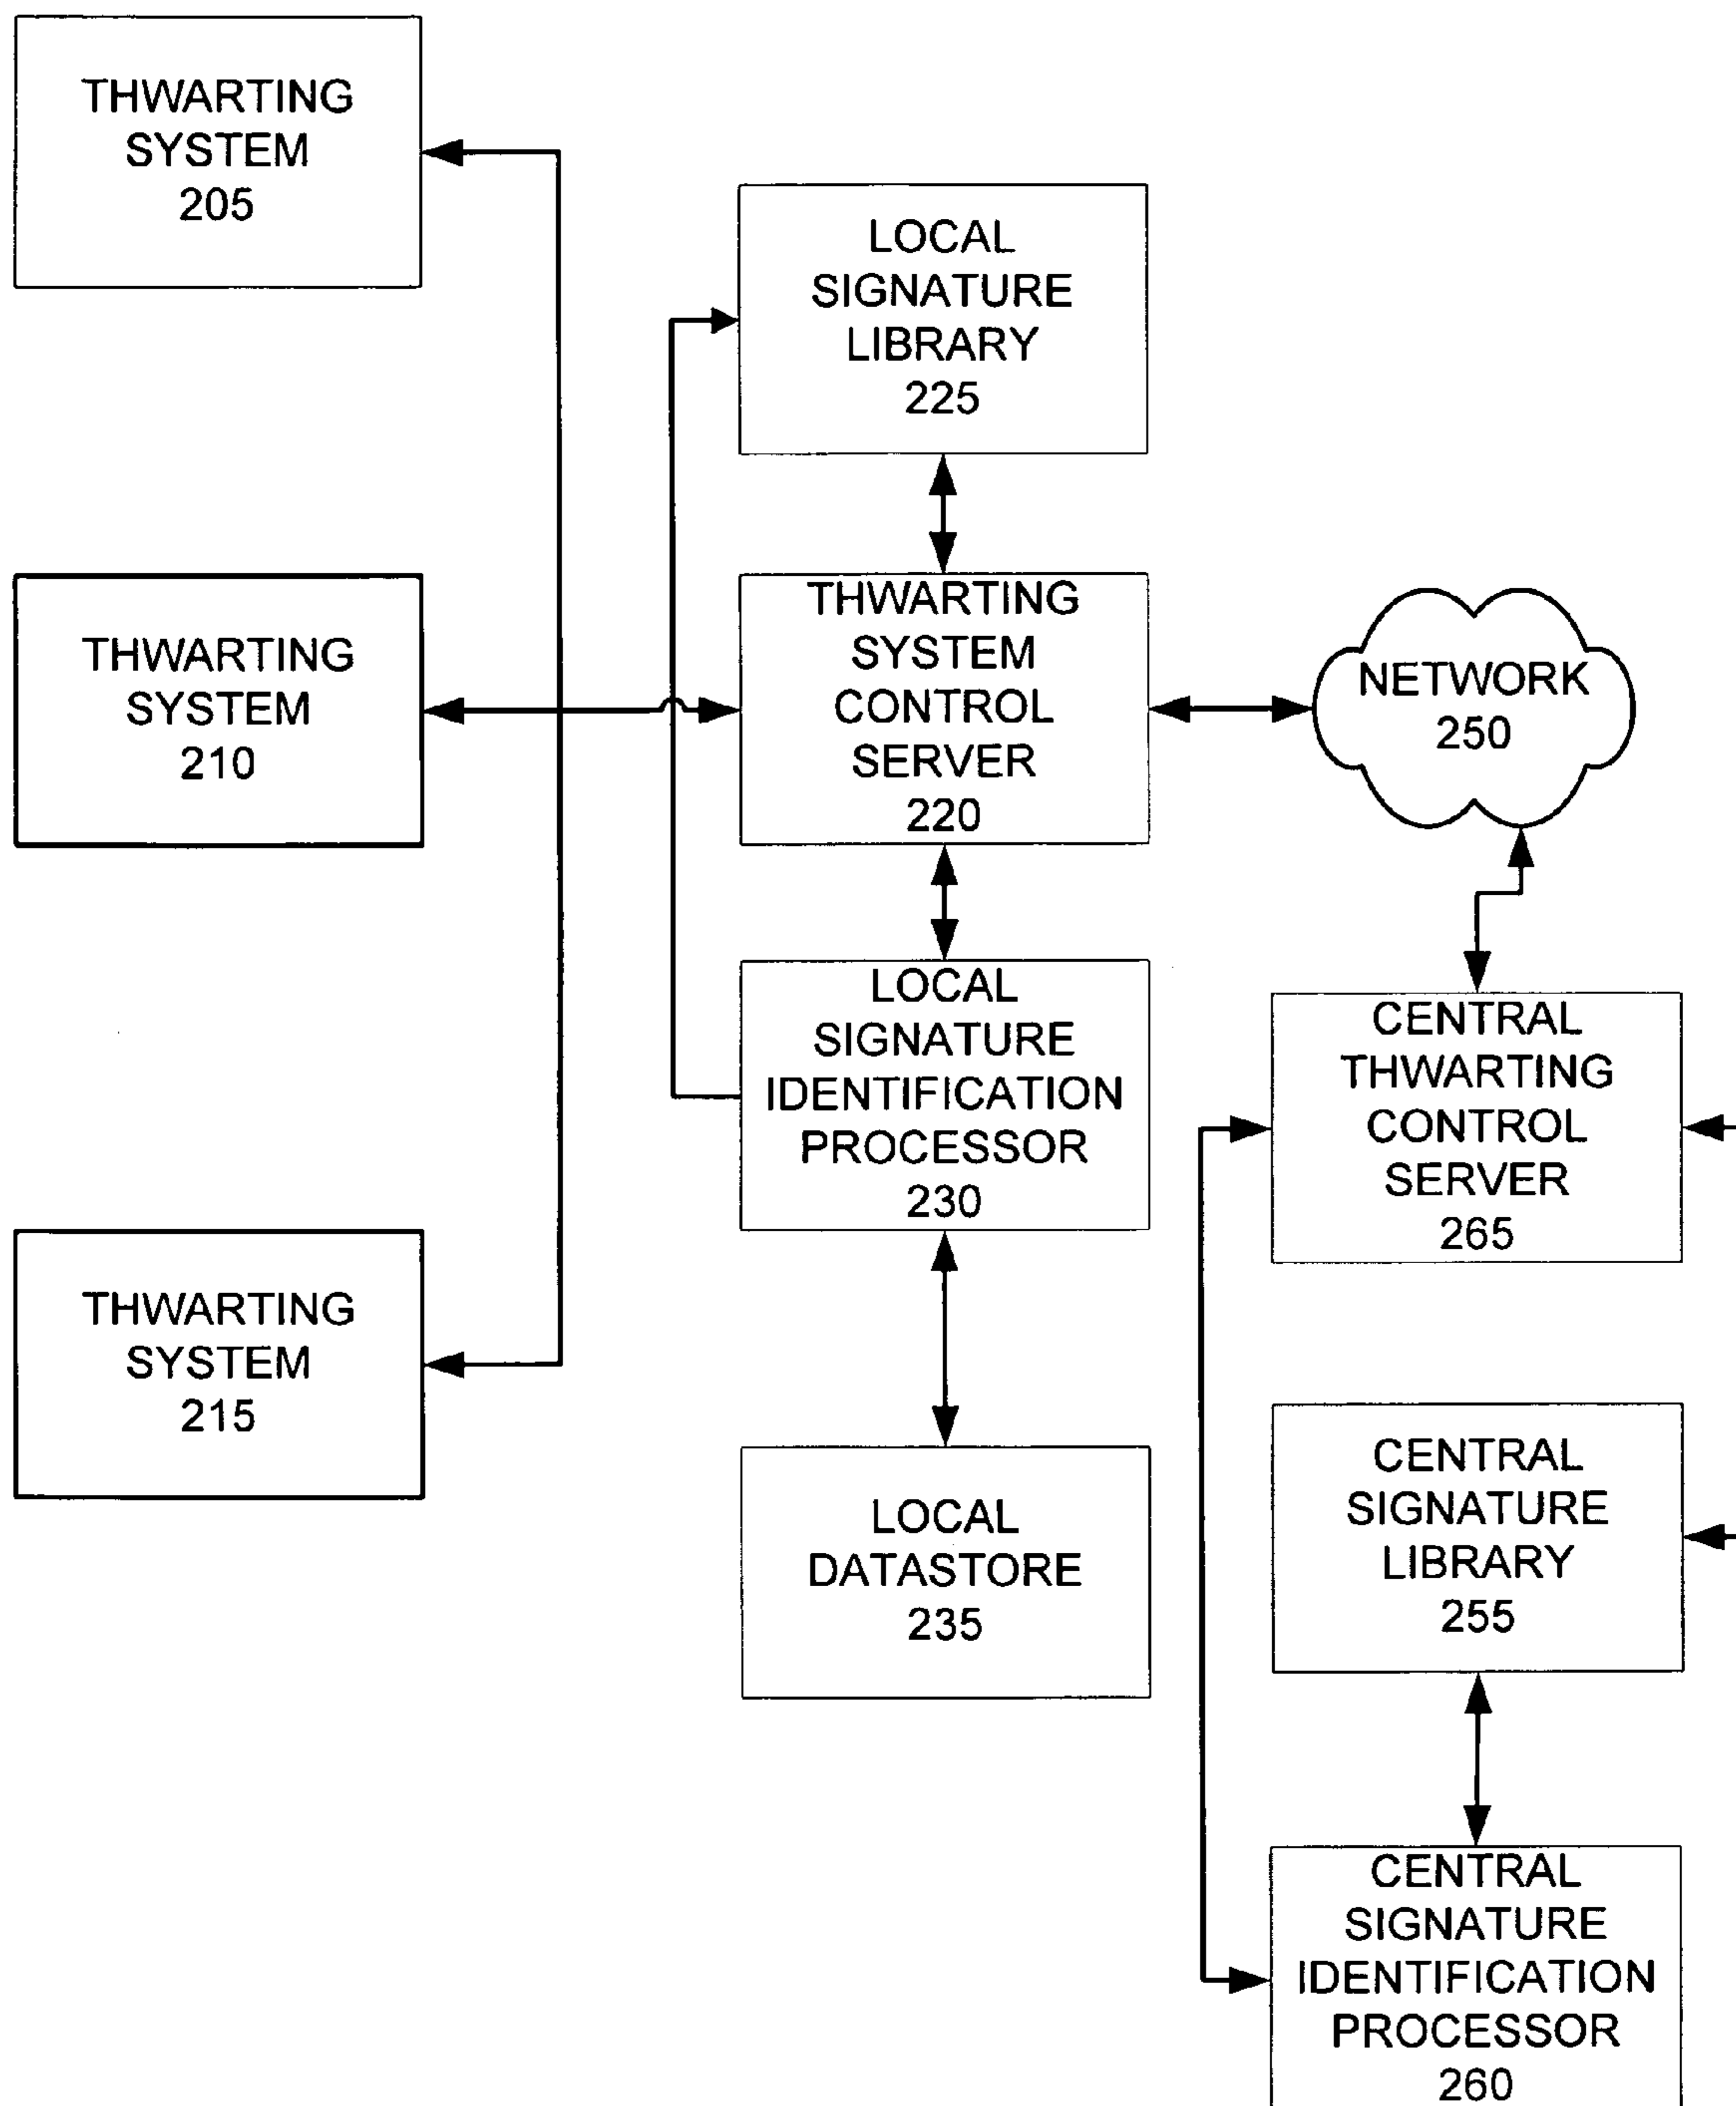 THWARTING
SYSTEM
205
LOCAL
SIGNATURE
LIBRARY
225
THWARTING
SYSTEM
210
THWARTING
SYSTEM
CONTROL
SERVER
220
NETWORK
250
LOCAL
SIGNATURE
IDENTIFICATION
PROCESSOR
230
CENTRAL
THWARTING
CONTROL
SERVER
265
THWARTING
SYSTEM
215
LOCAL
DATASTORE
235
CENTRAL
SIGNATURE
LIBRARY
255
CENTRAL
SIGNATURE
IDENTIFICATION
PROCESSOR
260